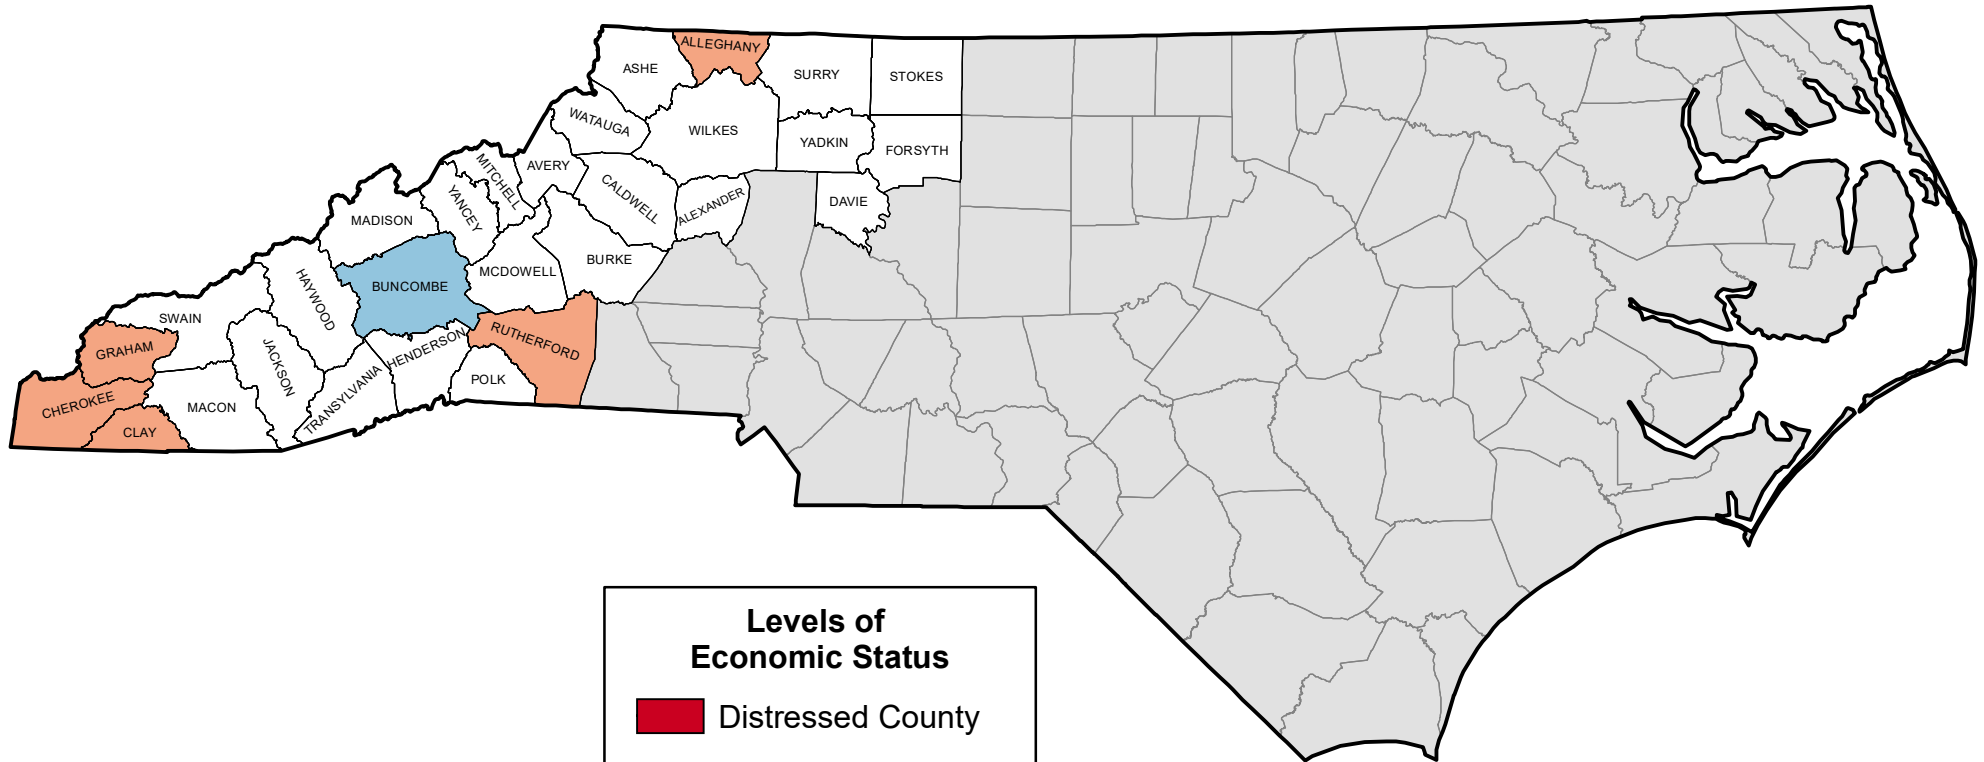 ALLEGHANY
ASHE
SURRY
STOKES
WATAUGA
WILKES
YADKIN
FORSYTH
MITCHELL
AVERY
CALDWELL
ALEXANDER
DAVIE
YANCEY
MADISON
BURKE
MCDOWELL
BUNCOMBE
HAYWOOD
SWAIN
RUTHERFORD
HENDERSON
GRAHAM
JACKSON
POLK
TRANSYLVANIA
CHEROKEE
MACON
CLAY
Levels of
Economic Status
Distressed County